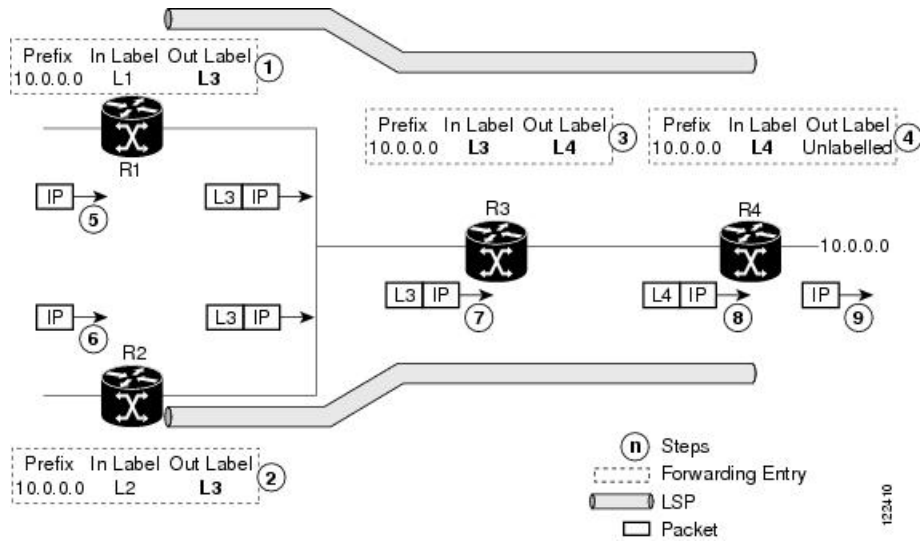 Prefix In Label Out Label
10.0.0.0 L1 L3
1
R1
Prefix In Label Out Label
10.0.0.0 L3 L4
3
Prefix In Label Out Label
10.0.0.0 L4 Unlabelled
4
IP
5
L3 IP
R3
R4
10.0.0.0
IP
6
L3 IP
L3 IP
7
L4 IP
8
IP
9
R2
Prefix In Label Out Label
10.0.0.0 L2 L3
2
n Steps
Forwarding Entry
LSP
Packet
122410